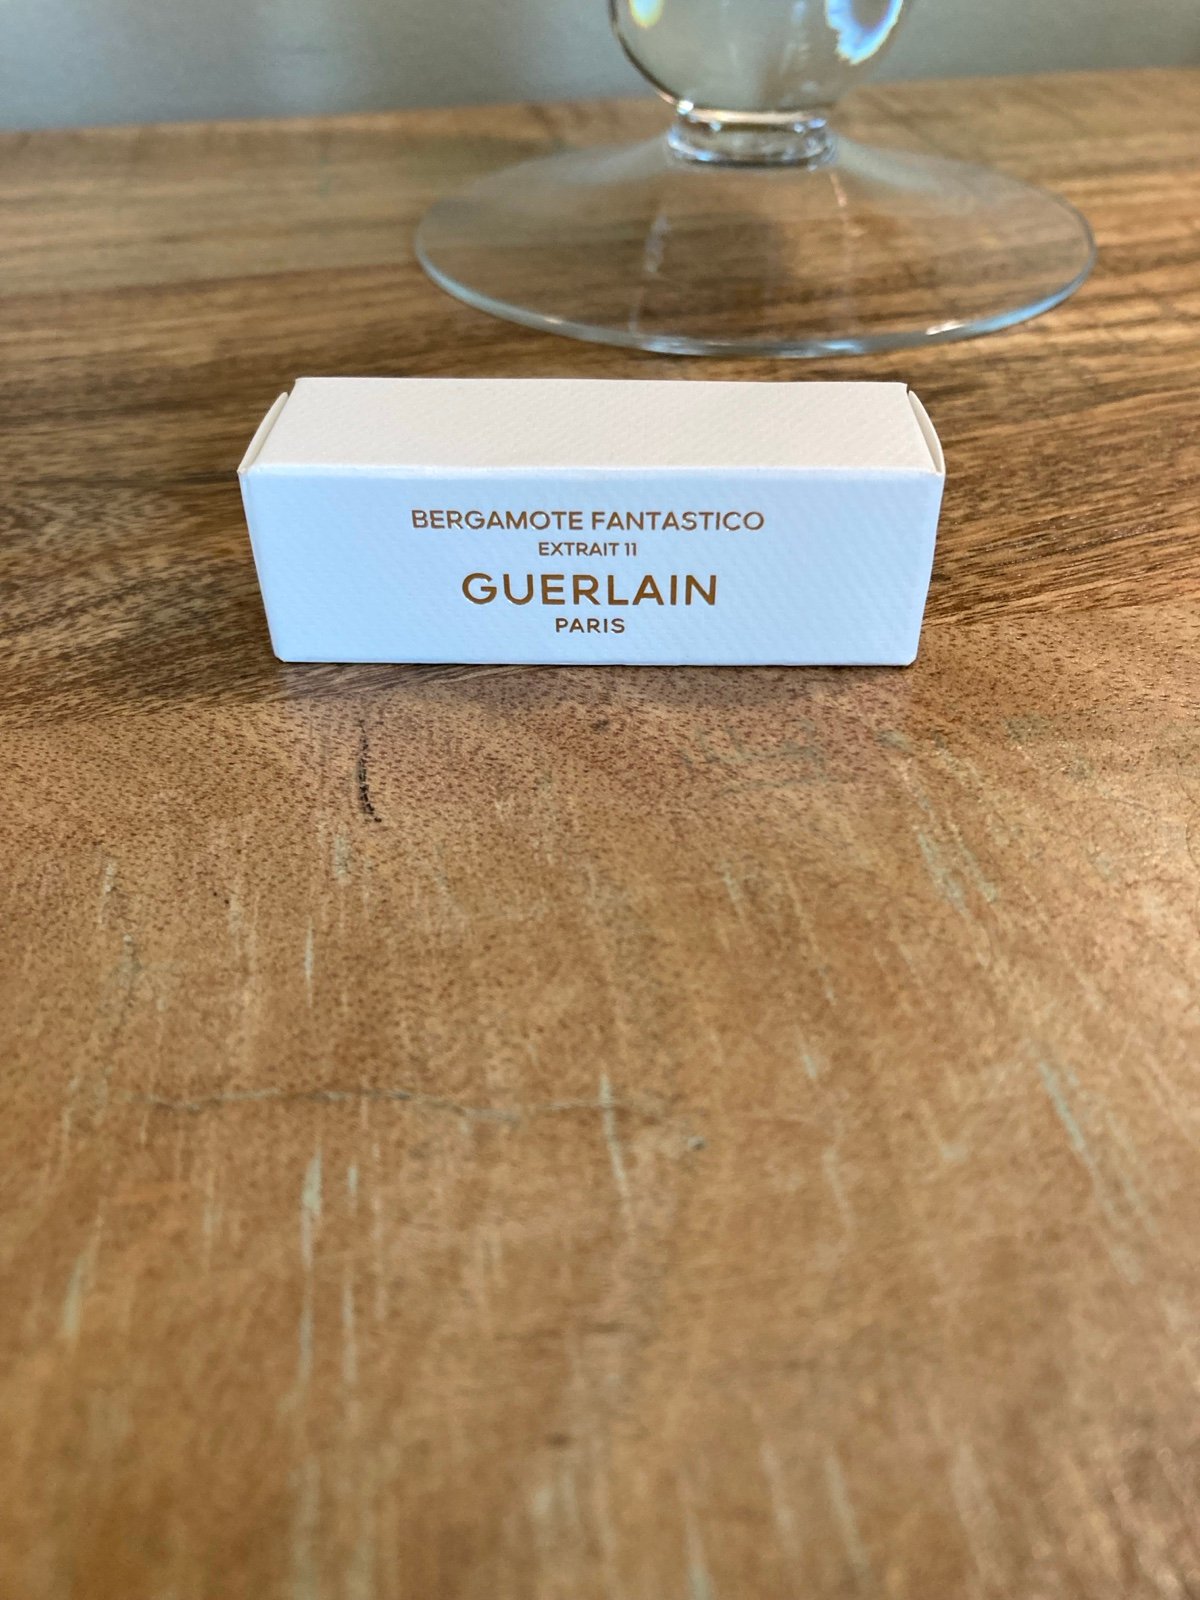 BERGAMOTE FANTASTICO
EXTRAIT 11
GUERLAIN
PARIS